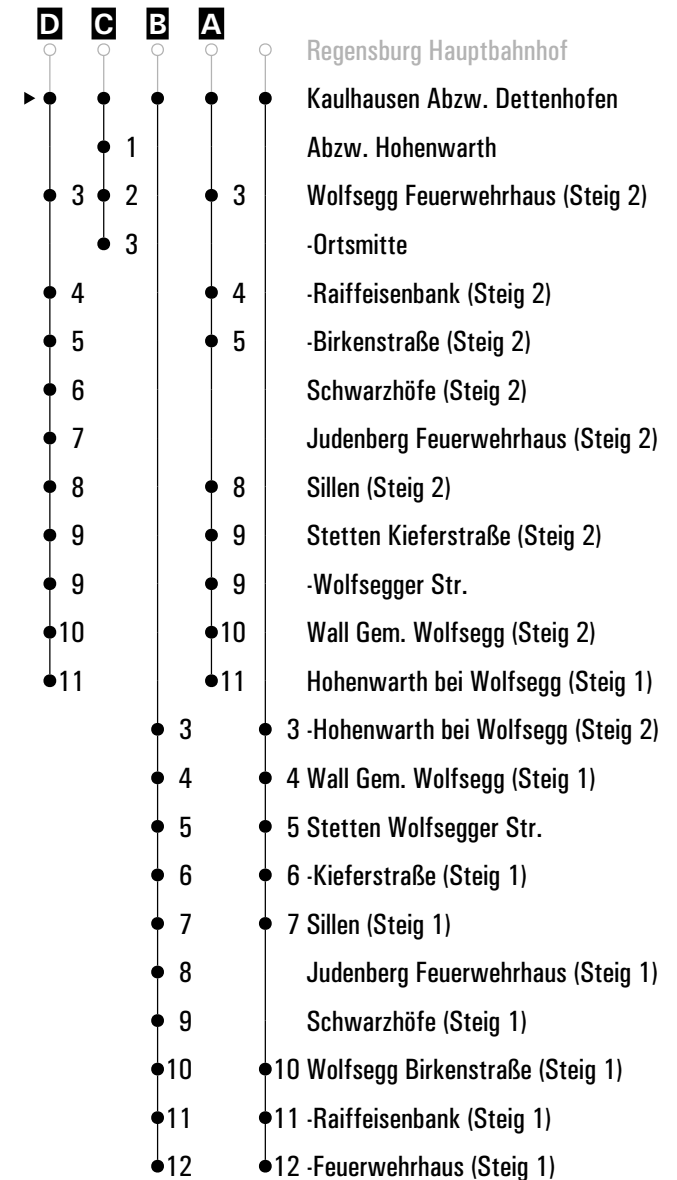 D C B A
Regensburg Hauptbahnhof
Kaulhausen Abzw. Dettenhofen
1 Abzw. Hohenwarth
3 2 3 Wolfsegg Feuerwehrhaus (Steig 2)
3 -Ortsmitte
4 4 -Raiffeisenbank (Steig 2)
5 5 -Birkenstraße (Steig 2)
6 Schwarzhöfe (Steig 2)
7 Judenberg Feuerwehrhaus (Steig 2)
8 8 Sillen (Steig 2)
9 9 Stetten Kieferstraße (Steig 2)
9 9 -Wolfsegger Str.
10 10 Wall Gem. Wolfsegg (Steig 2)
11 11 Hohenwarth bei Wolfsegg (Steig 1)
3 3 -Hohenwarth bei Wolfsegg (Steig 2)
4 4 Wall Gem. Wolfsegg (Steig 1)
5 5 Stetten Wolfsegger Str.
6 6 -Kieferstraße (Steig 1)
7 7 Sillen (Steig 1)
8 Judenberg Feuerwehrhaus (Steig 1)
9 Schwarzhöfe (Steig 1)
10 10 Wolfsegg Birkenstraße (Steig 1)
11 11 -Raiffeisenbank (Steig 1)
12 12 -Feuerwehrhaus (Steig 1)